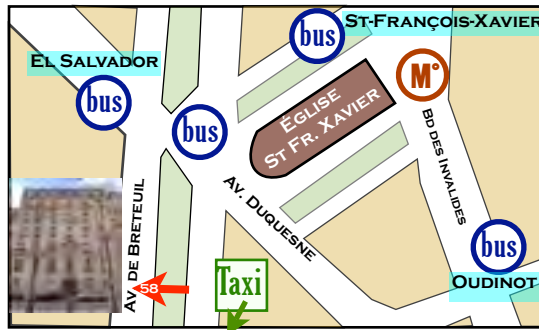 St-François-Xavier
bus
El Salvador
M°
bus
bus
Église
St Fr. Xavier
Bd des Invalides
Av. de Breteuil
Av. Duquesne
bus
58
Taxi
Oudinot